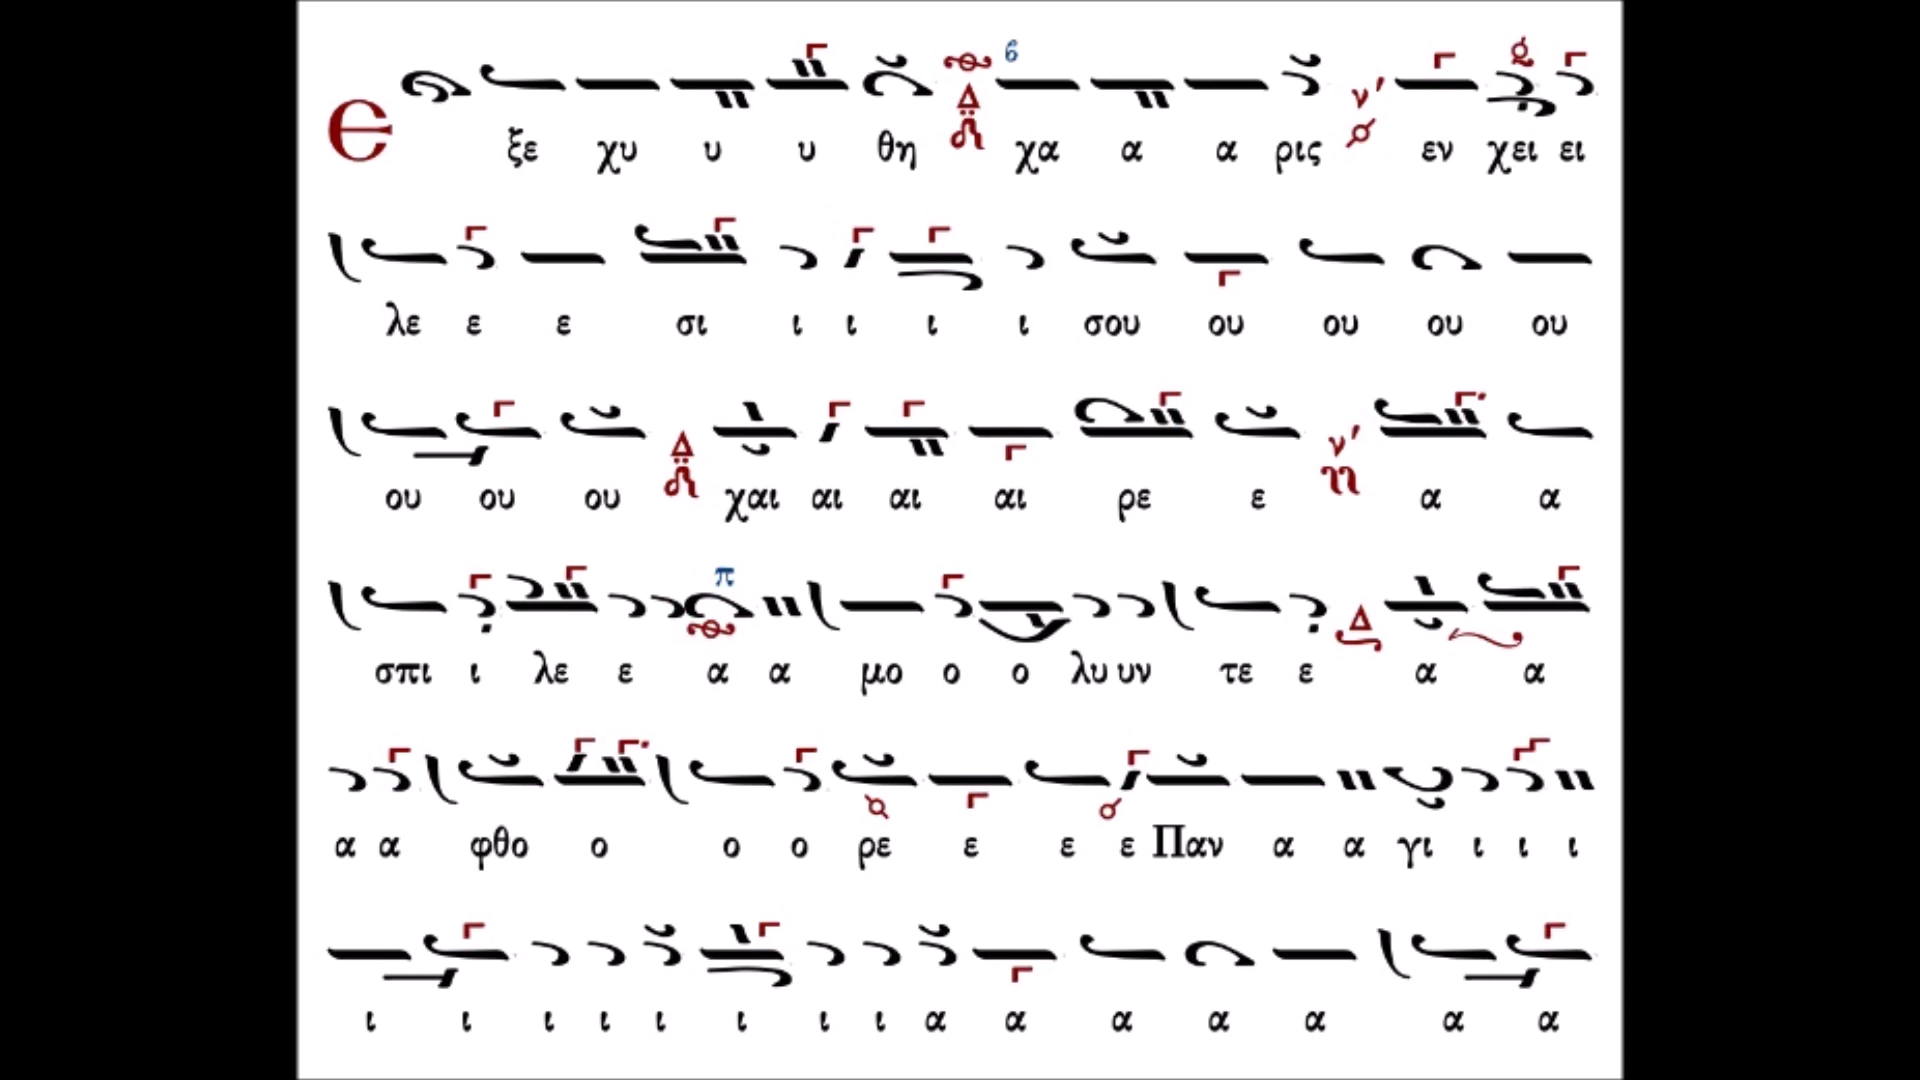 Ε ξε χυ υ υ θη χα α α ρις εν χει ει
λε ε ε σι ι ι ι ι σου ου ου ου ου
ου ου ου χαι αι αι αι ρε ε α α
σπι ι λε ε α α μο ο ο λυ υν τε ε α α
α α φθο ο ο ο ρε ε ε ε Παν α α γι ι ι ι
ι ι ι ι ι ι ι ι α α α α α α α